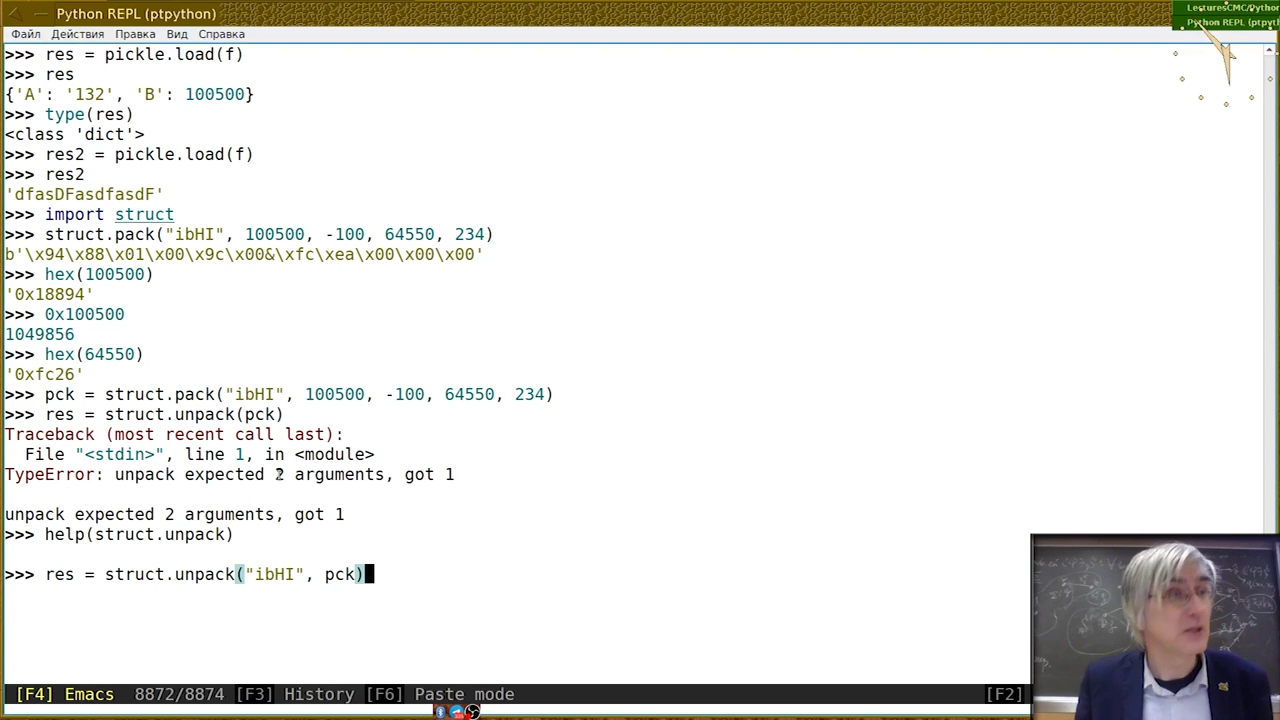 Python REPL (ptpython)
LecturesCMC/Python
Python REPL (ptpyt
Файл Действия Правка Вид Справка
>>> res = pickle.load(f)
>>> res
{'A': '132', 'B': 100500}
>>> type(res)
<class 'dict'>
>>> res2 = pickle.load(f)
>>> res2
'dfasDFasdfasdF'
>>> import struct
>>> struct.pack("ibHI", 100500, -100, 64550, 234)
b'\x94\x88\x01\x00\x9c\x00&\xfc\xea\x00\x00\x00'
>>> hex(100500)
'0x18894'
>>> 0x100500
1049856
>>> hex(64550)
'0xfc26'
>>> pck = struct.pack("ibHI", 100500, -100, 64550, 234)
>>> res = struct.unpack(pck)
Traceback (most recent call last):
File "<stdin>", line 1, in <module>
TypeError: unpack expected 2 arguments, got 1
unpack expected 2 arguments, got 1
>>> help(struct.unpack)
>>> res = struct.unpack("ibHI", pck)
[F4] Emacs 8872/8874 [F3] History [F6] Paste mode [F2]